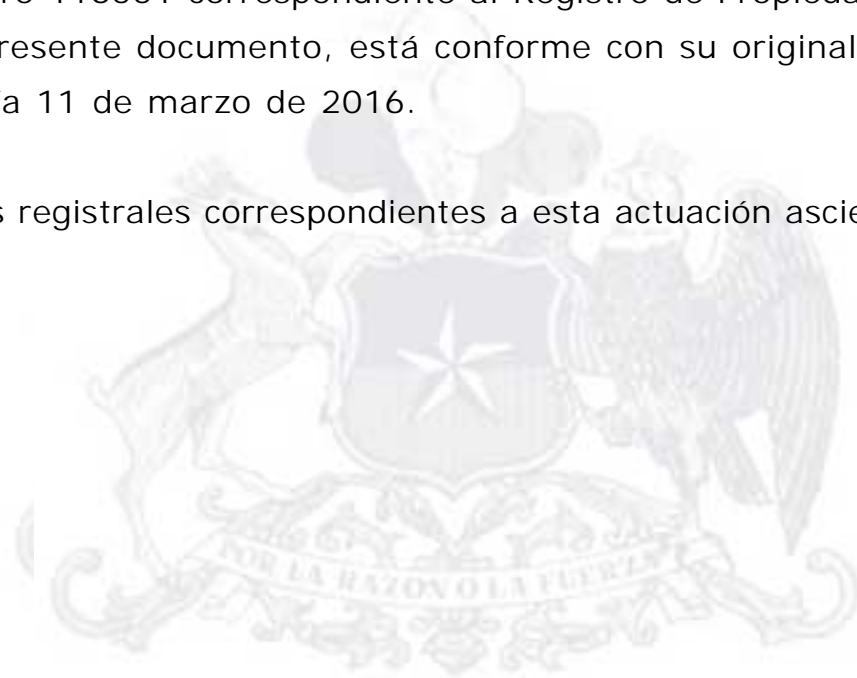 correspondiente al Registro de
resente documento, está conforme con su original
a 11 de marzo de 2016.
s registrales correspondientes a esta actuación
POR LA RAZON O LA FUERZA